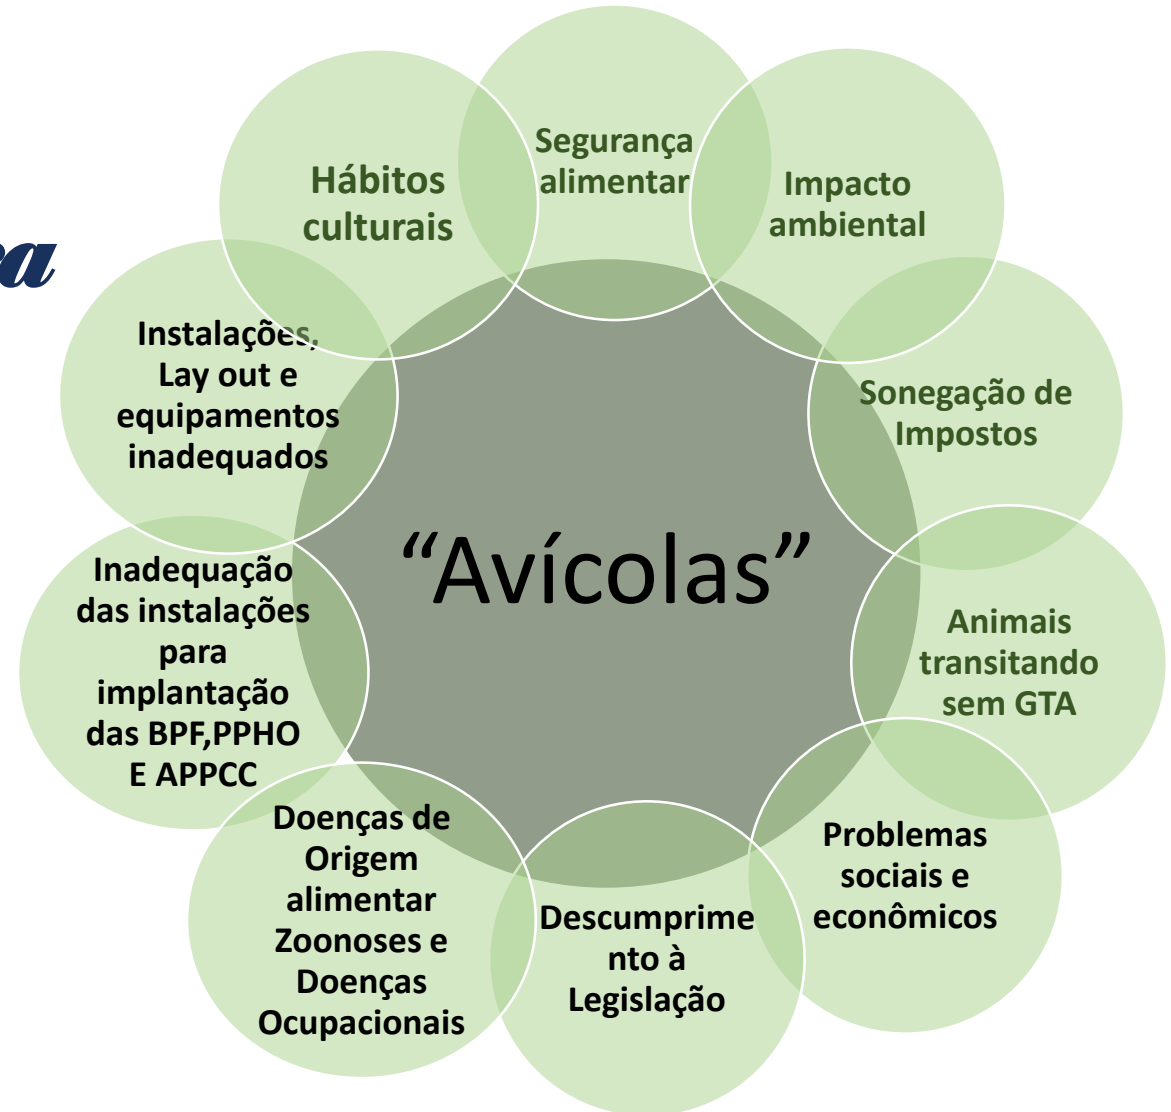 Segurança
alimentar
Impacto
ambiental
Sonegação de
Impostos
Animais
transitando
sem GTA
Problemas
sociais e
econômicos
Descumprime
nto à
Legislação
Doenças de
Origem
alimentar
Zoonoses e
Doenças
Ocupacionais
Inadequação
das instalações
para
implantação
das BPF,PPHO
E APPCC
Instalações,
Lay out e
equipamentos
inadequados
Hábitos
culturais
“Avícolas”